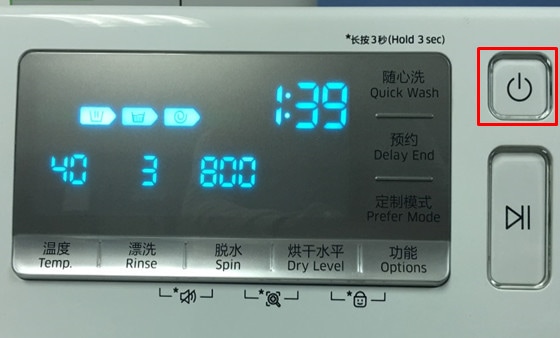 *长按3秒(Hold 3 sec)
1:39
40 3 800
随心洗
Quick Wash
预约
Delay End
定制模式
Prefer Mode
温度
Temp.
漂洗
Rinse
脱水
Spin
烘干水平
Dry Level
功能
Options
*
*
*